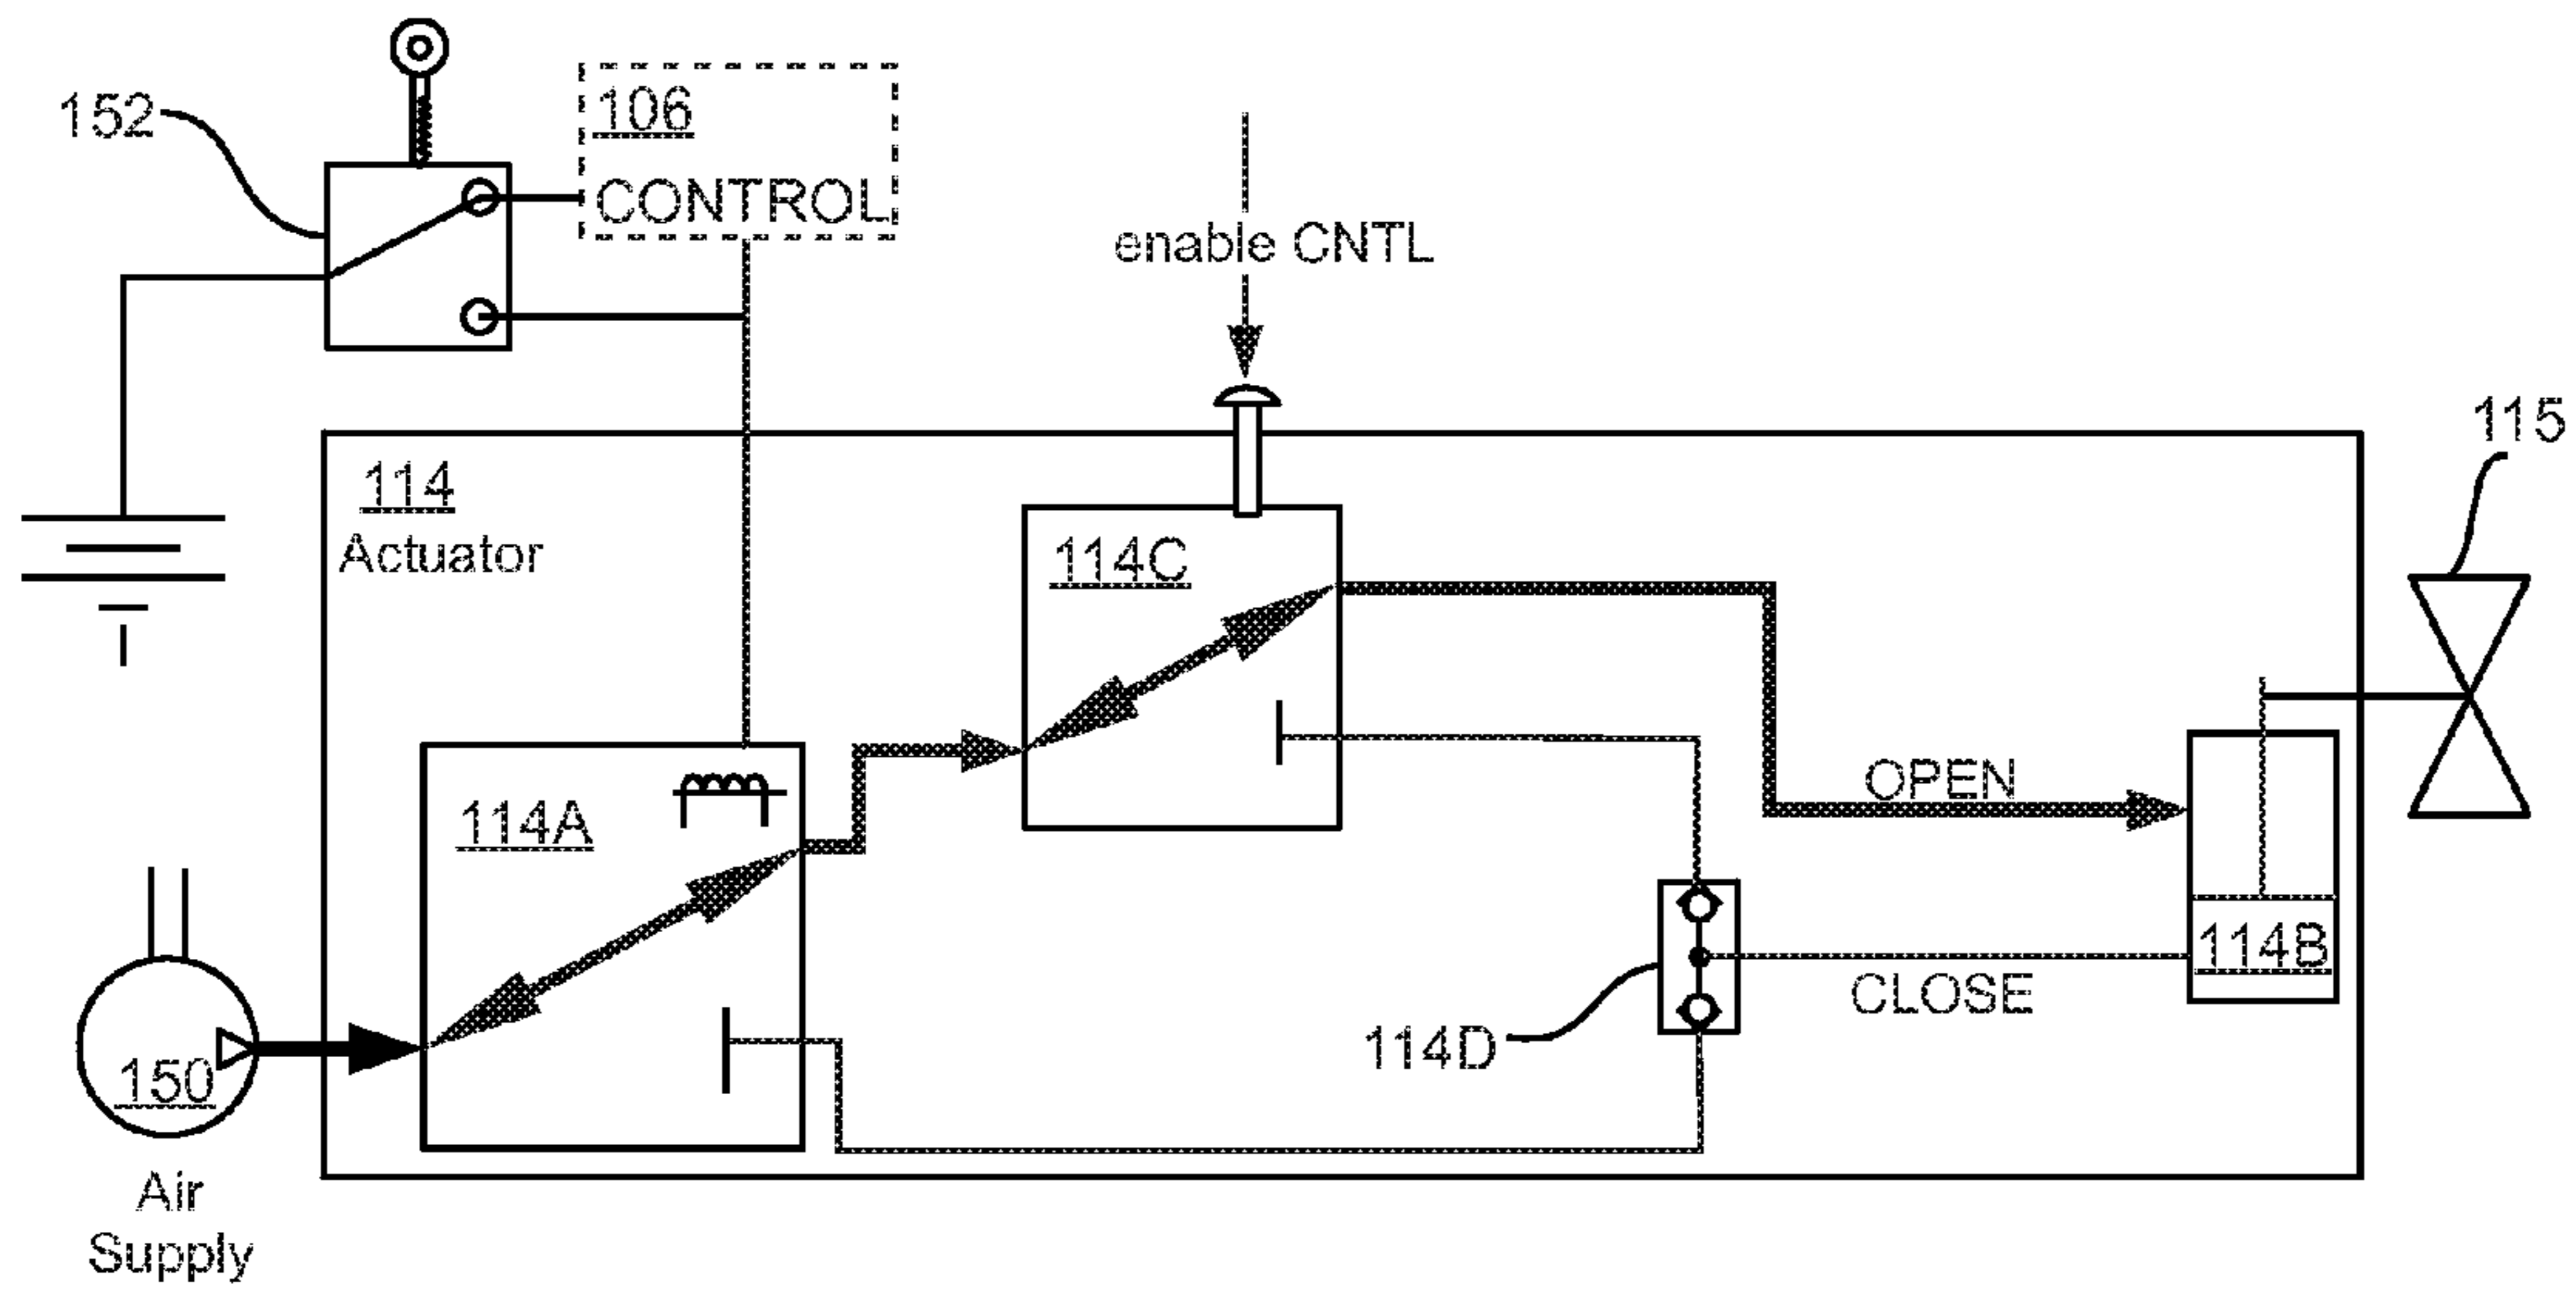 152
106
CONTROL
enable CNTL
115
114
Actuator
114C
114A
OPEN
114B
CLOSE
114D
150
Air
Supply